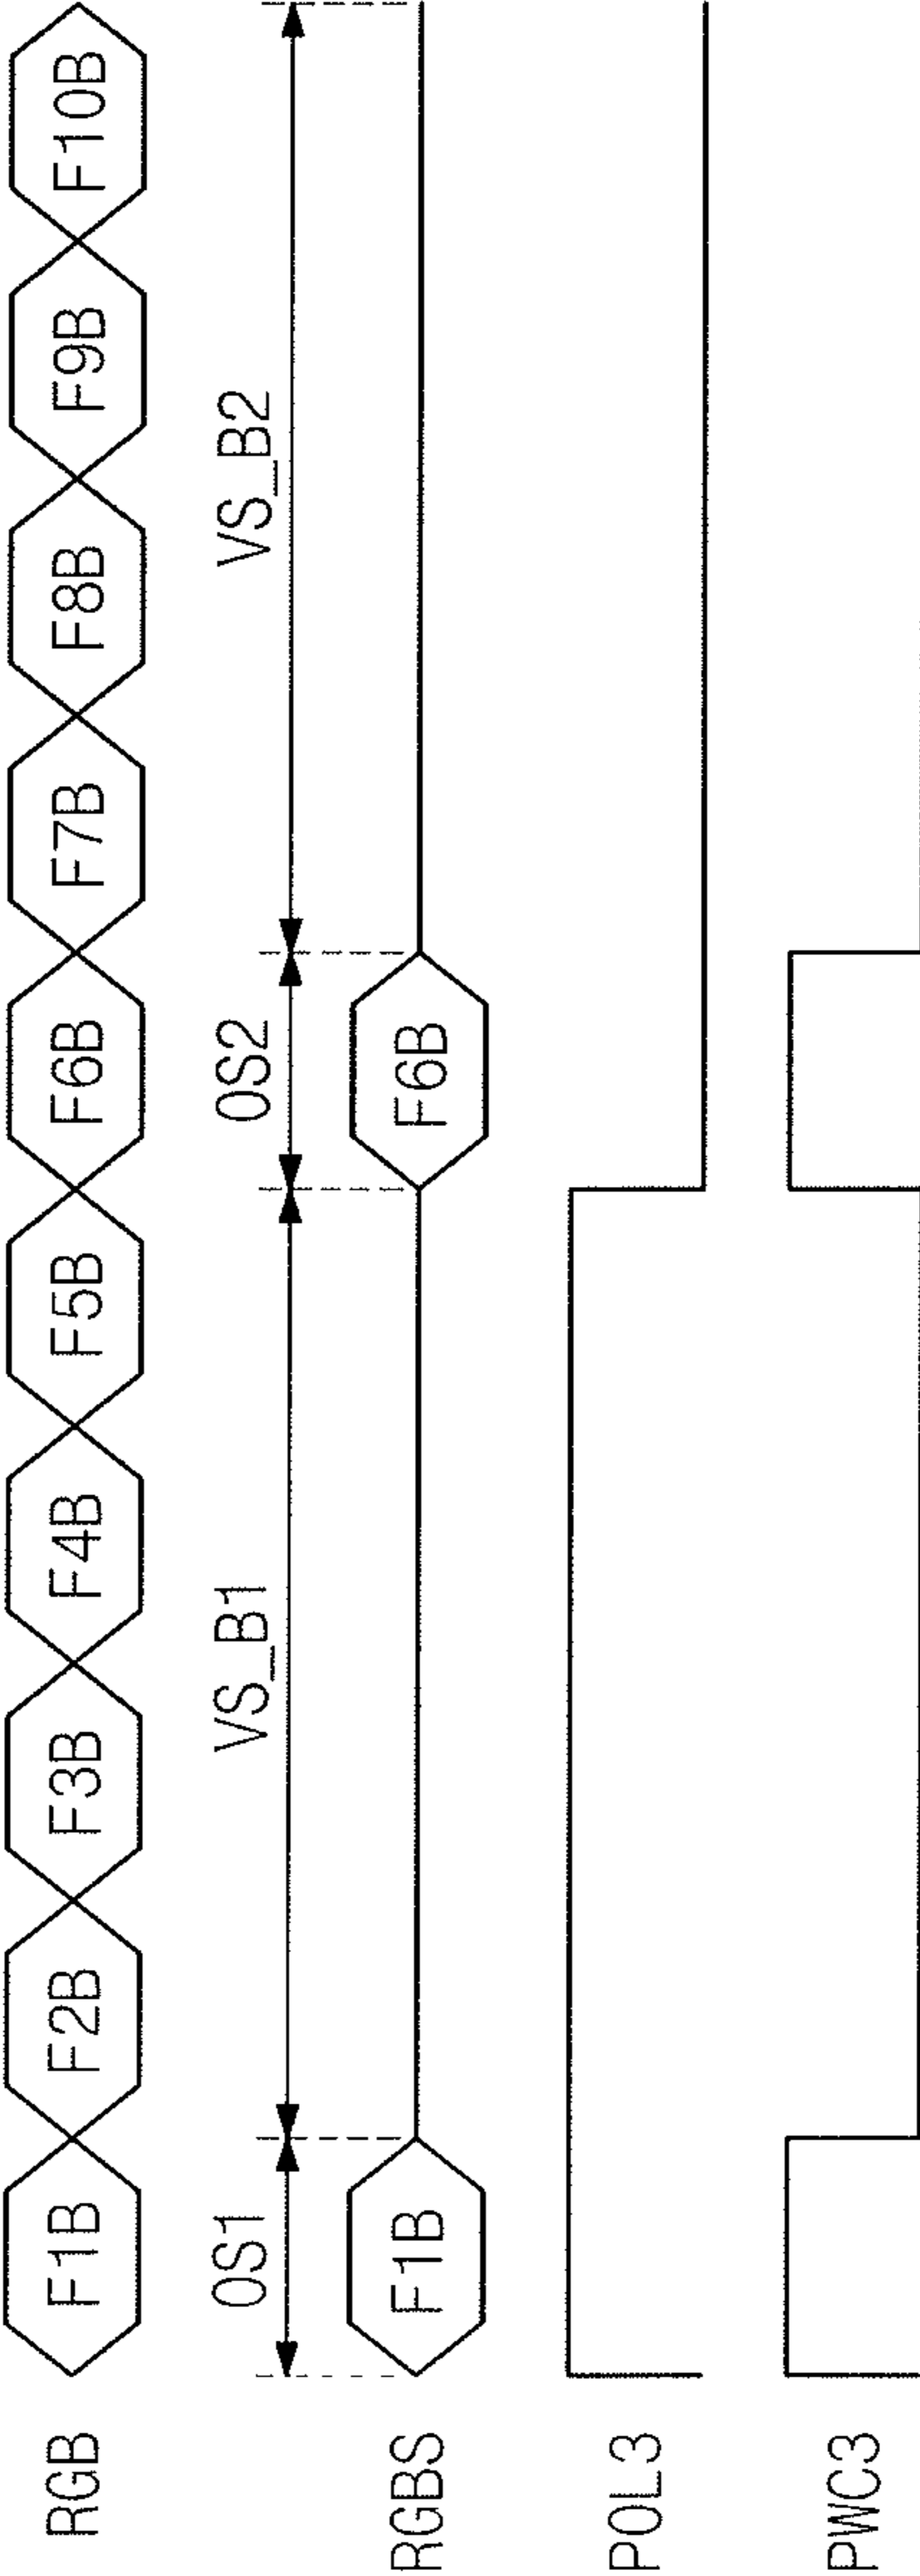 RGB F1B F2B F3B F4B F5B F6B F7B F8B F9B F10B
OS1 VS_B1 OS2 VS_B2
RGBS F1B F6B
POL3
PWC3